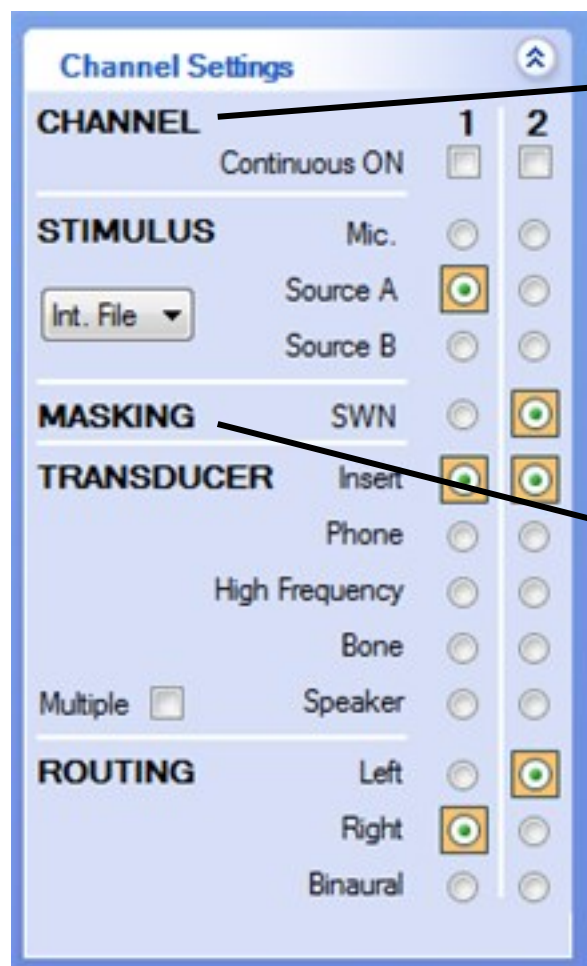 Channel Settings
CHANNEL 1 2
Continuous ON
STIMULUS Mic.
Int. File Source A
Source B
MASKING SWN
TRANSDUCER Insert
Phone
High Frequency
Bone
Multiple Speaker
ROUTING Left
Right
Binaural